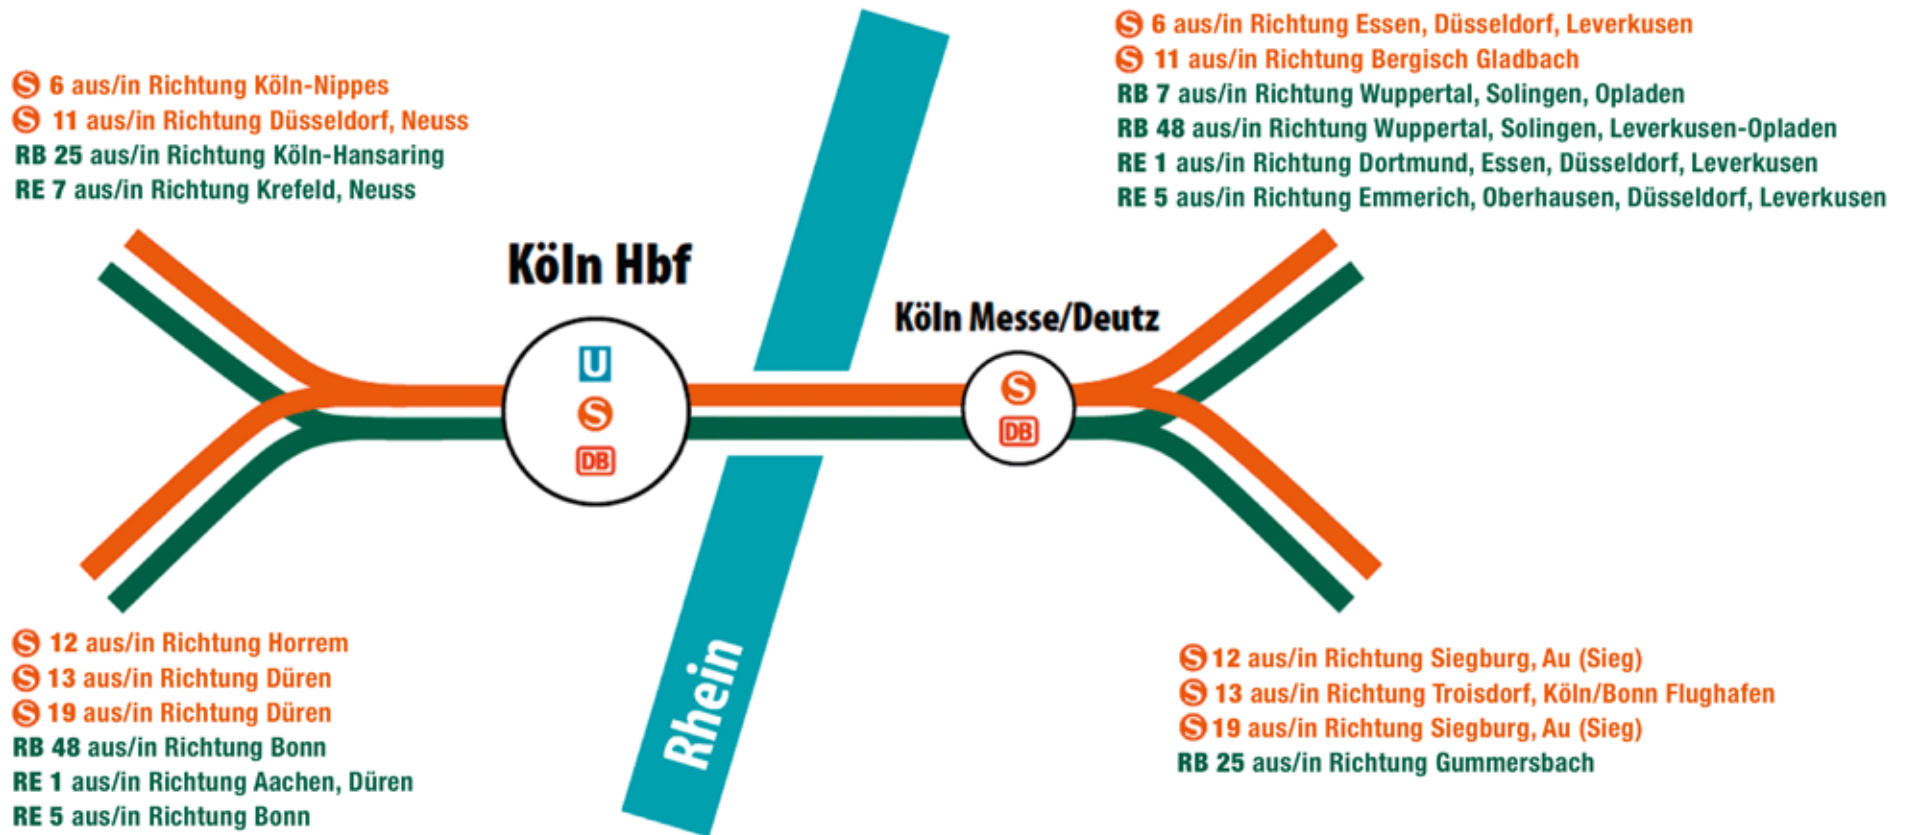 S 6 aus/in Richtung Köln-Nippes
S 11 aus/in Richtung Düsseldorf, Neuss
RB 25 aus/in Richtung Köln-Hansaring
RE 7 aus/in Richtung Krefeld, Neuss
S 6 aus/in Richtung Essen, Düsseldorf, Leverkusen
S 11 aus/in Richtung Bergisch Gladbach
RB 7 aus/in Richtung Wuppertal, Solingen, Opladen
RB 48 aus/in Richtung Wuppertal, Solingen, Leverkusen-Opladen
RE 1 aus/in Richtung Dortmund, Essen, Düsseldorf, Leverkusen
RE 5 aus/in Richtung Emmerich, Oberhausen, Düsseldorf, Leverkusen
Köln Hbf
U
S
DB
Köln Messe/Deutz
S
DB
Rhein
S 12 aus/in Richtung Horrem
S 13 aus/in Richtung Düren
S 19 aus/in Richtung Düren
RB 48 aus/in Richtung Bonn
RE 1 aus/in Richtung Aachen, Düren
RE 5 aus/in Richtung Bonn
S 12 aus/in Richtung Siegburg, Au (Sieg)
S 13 aus/in Richtung Troisdorf, Köln/Bonn Flughafen
S 19 aus/in Richtung Siegburg, Au (Sieg)
RB 25 aus/in Richtung Gummersbach